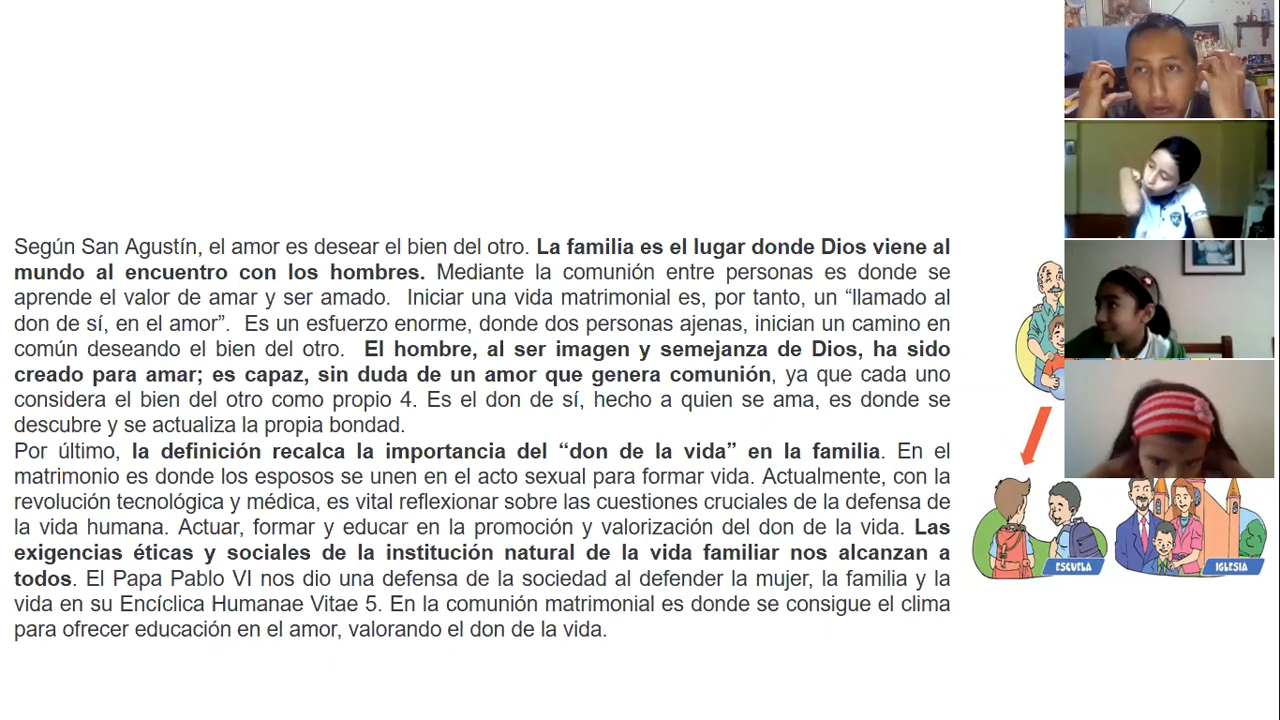 Según San Agustín, el amor es desear el bien del otro. La familia es el lugar donde Dios viene al
mundo al encuentro con los hombres. Mediante la comunión entre personas es donde se
aprende el valor de amar y ser amado. Iniciar una vida matrimonial es, por tanto, un “llamado al
don de sí, en el amor”. Es un esfuerzo enorme, donde dos personas ajenas, inician un camino en
común deseando el bien del otro. El hombre, al ser imagen y semejanza de Dios, ha sido
creado para amar; es capaz, sin duda de un amor que genera comunión, ya que cada uno
considera el bien del otro como propio 4. Es el don de sí, hecho a quien se ama, es donde se
descubre y se actualiza la propia bondad.
Por último, la definición recalca la importancia del “don de la vida” en la familia. En el
matrimonio es donde los esposos se unen en el acto sexual para formar vida. Actualmente, con la
revolución tecnológica y médica, es vital reflexionar sobre las cuestiones cruciales de la defensa de
la vida humana. Actuar, formar y educar en la promoción y valorización del don de la vida. Las
exigencias éticas y sociales de la institución natural de la vida familiar nos alcanzan a
todos. El Papa Pablo VI nos dio una defensa de la sociedad al defender la mujer, la familia y la
vida en su Encíclica Humanae Vitae 5. En la comunión matrimonial es donde se consigue el clima
para ofrecer educación en el amor, valorando el don de la vida.
ESCUELA
IGLESIA